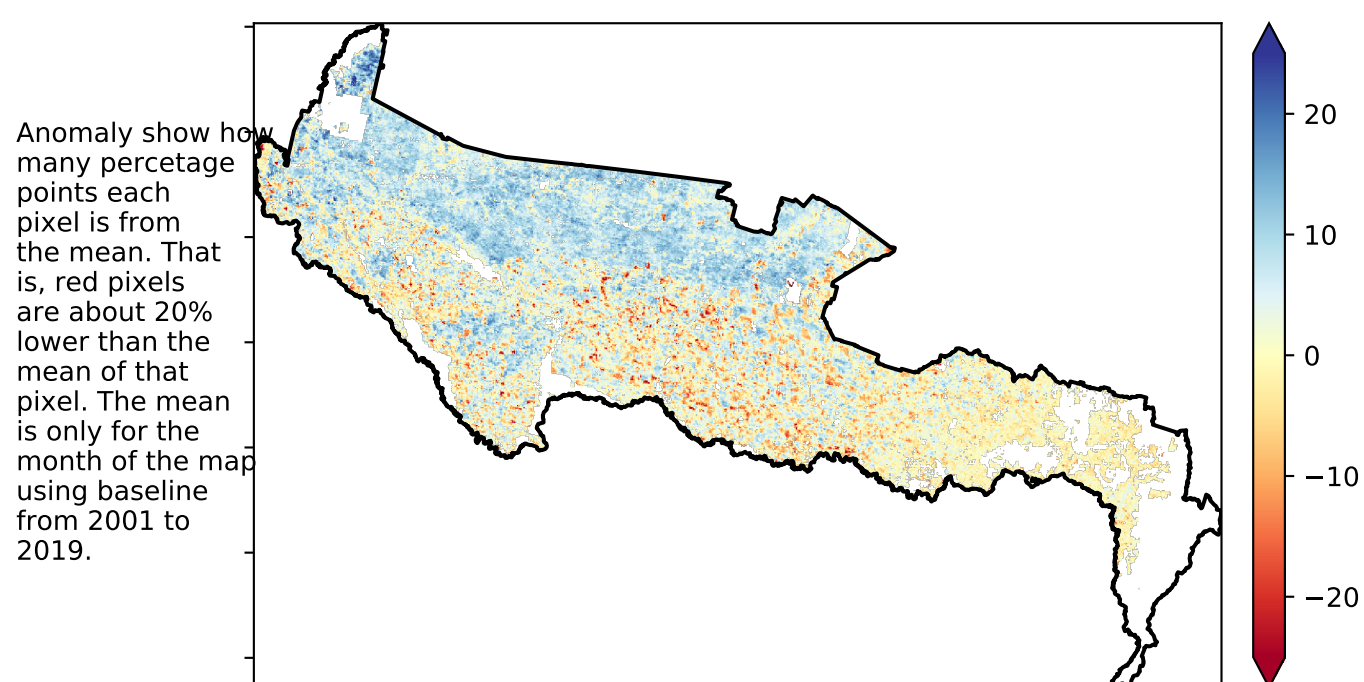 Anomaly show how
many percetage
points each
pixel is from
the mean. That
is, red pixels
are about 20%
lower than the
mean of that
pixel. The mean
is only for the
month of the map
using baseline
from 2001 to
2019.
20
10
0
−10
−20